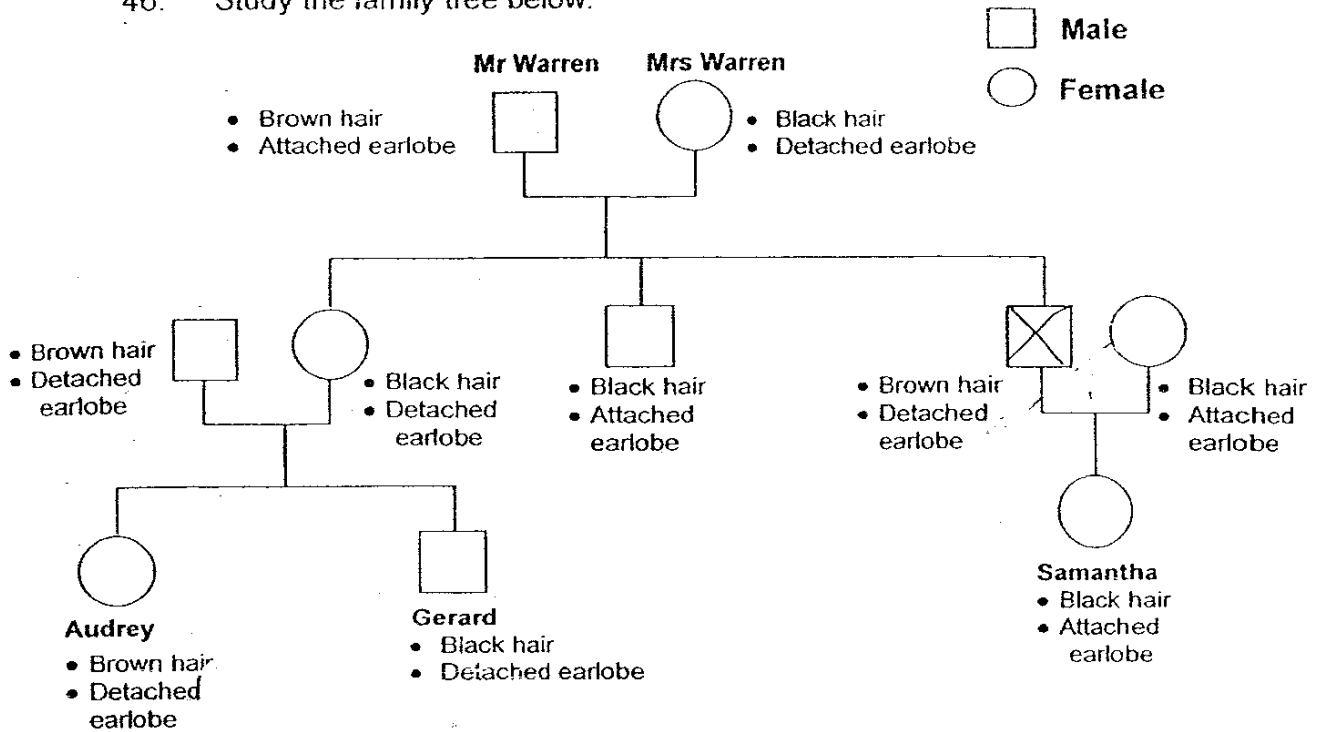 46. Study the family tree below.
Male
Female
Mr Warren Mrs Warren
• Brown hair
• Attached earlobe
• Black hair
• Detached earlobe
• Brown hair
• Detached
earlobe
• Black hair
• Detached
earlobe
• Black hair
• Attached
earlobe
• Brown hair
• Detached
earlobe
• Black hair
• Attached
earlobe
Audrey
• Brown hair
• Detached
earlobe
Gerard
• Black hair
• Detached earlobe
Samantha
• Black hair
• Attached
earlobe